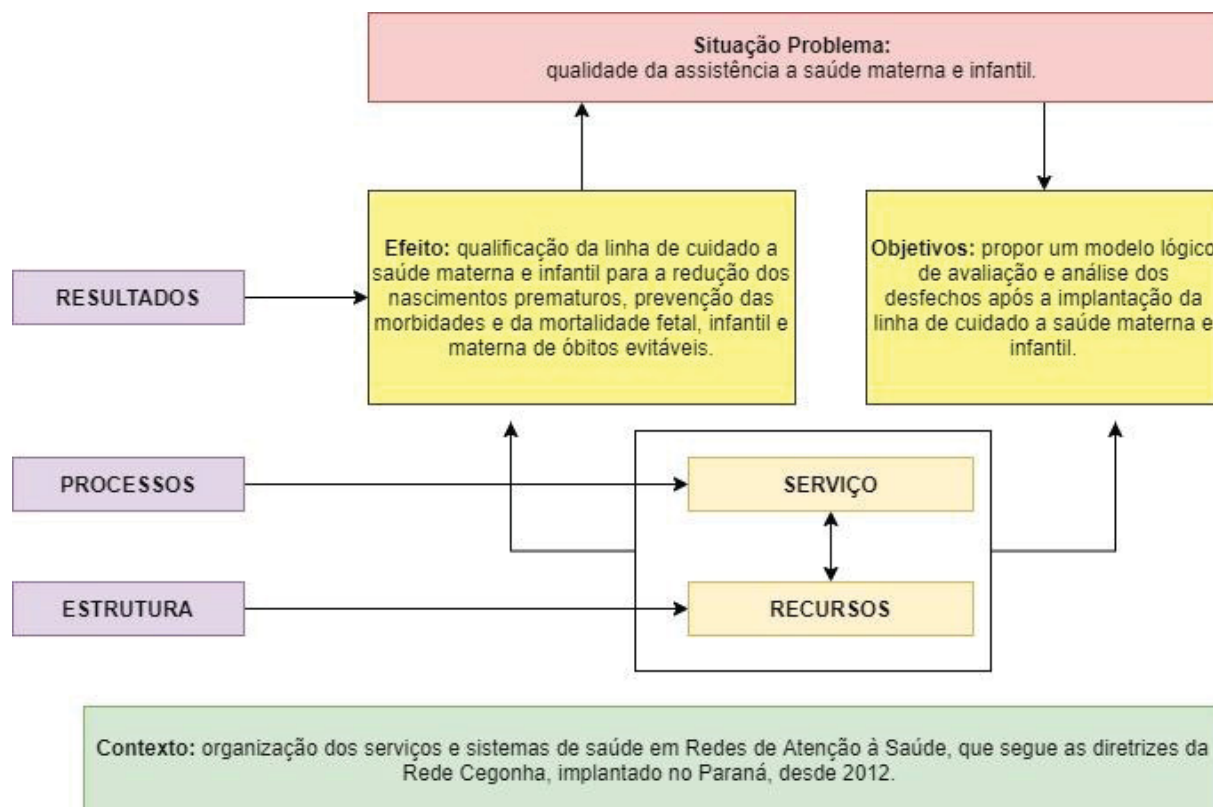 Situação Problema:
qualidade da assistência a saúde materna e infantil.
RESULTADOS
Efeito: qualificação da linha de cuidado a
saúde materna e infantil para a redução dos
nascimentos prematuros, prevenção das
morbidades e da mortalidade fetal, infantil e
materna de óbitos evitáveis.
Objetivos: propor um modelo lógico
de avaliação e análise dos
desfechos após a implantação da
linha de cuidado a saúde materna e
infantil.
PROCESSOS
SERVIÇO
ESTRUTURA
RECURSOS
Contexto: organização dos serviços e sistemas de saúde em Redes de Atenção à Saúde, que segue as diretrizes da
Rede Cegonha, implantado no Paraná, desde 2012.